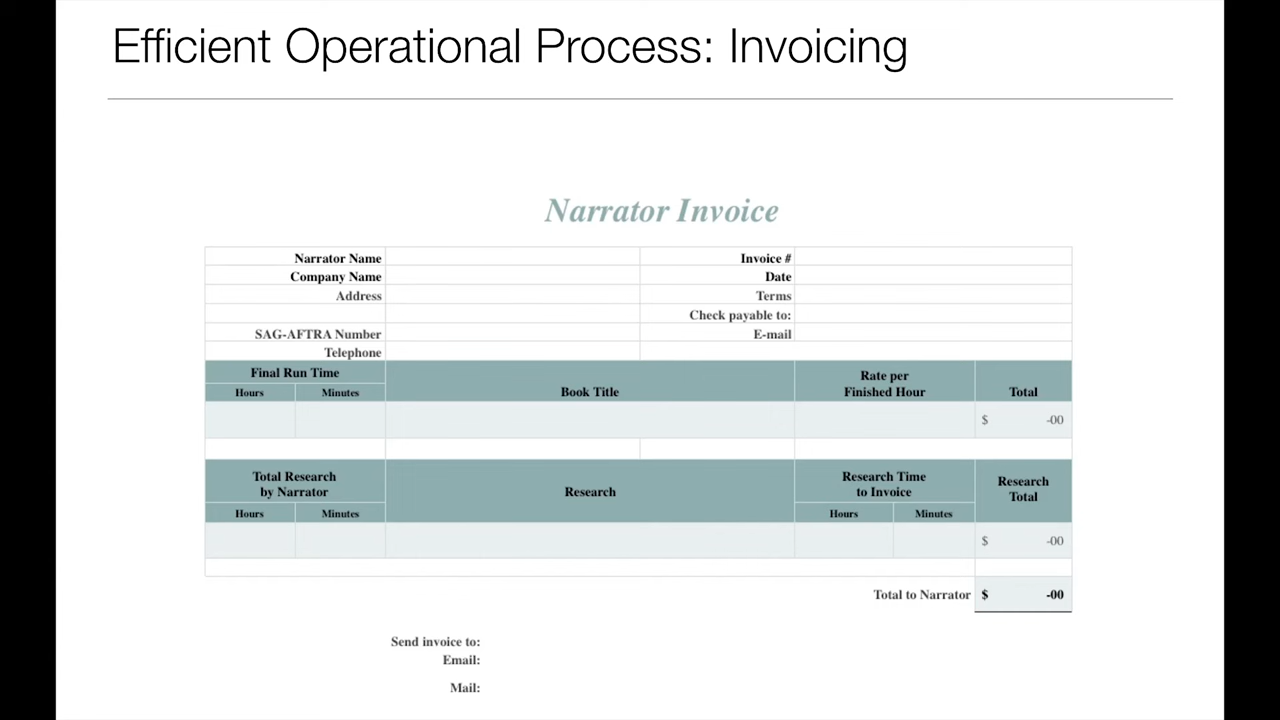 Efficient Operational Process: Invoicing
Narrator Invoice
Narrator Name Invoice #
Company Name Date
Address Terms
Check payable to:
SAG-AFTRA Number E-mail
Telephone
Final Run Time Book Title Rate per Finished Hour Total
Hours Minutes
$ -00
Total Research by Narrator Research Research Time to Invoice Research Total
Hours Minutes Hours Minutes
$ -00
Total to Narrator $ -00
Send invoice to:
Email:
Mail: